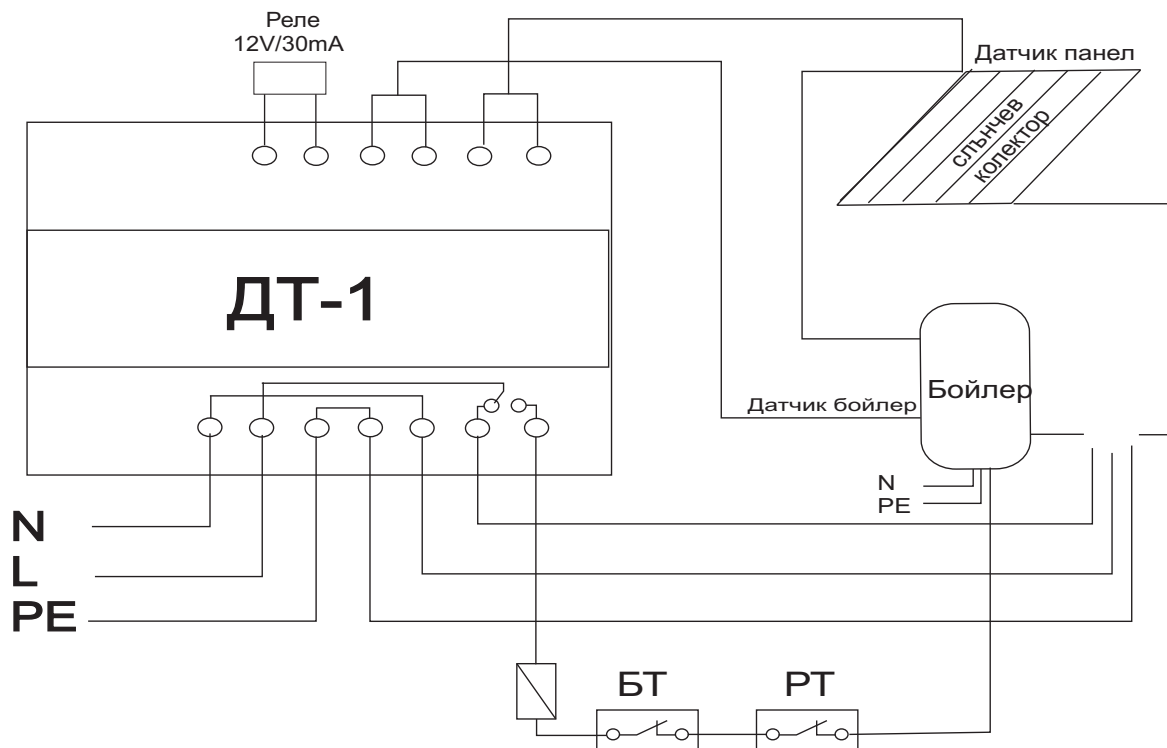 Реле
12V/30mA
Датчик панел
слънчев
колектор
ДТ-1
Бойлер
Датчик бойлер
N
PE
N
L
PE
БТ
РТ